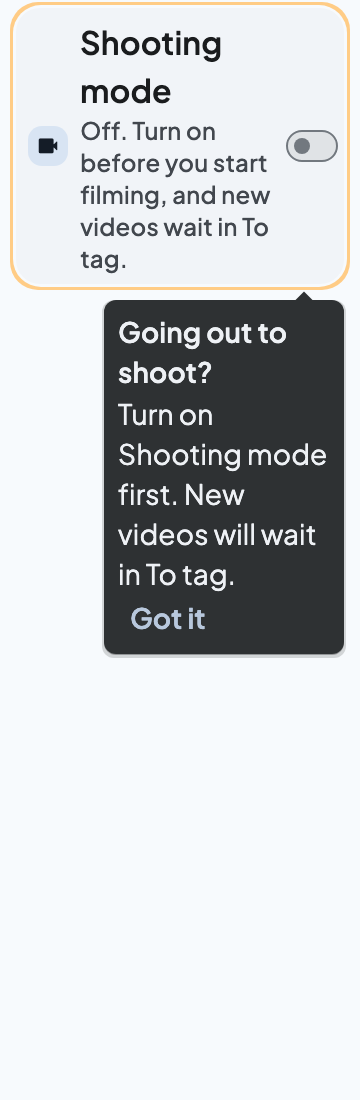 Shooting
mode
Off. Turn on
before you start
filming, and new
videos wait in To
tag.
Going out to
shoot?
Turn on
Shooting mode
first. New
videos will wait
in To tag.
Got it